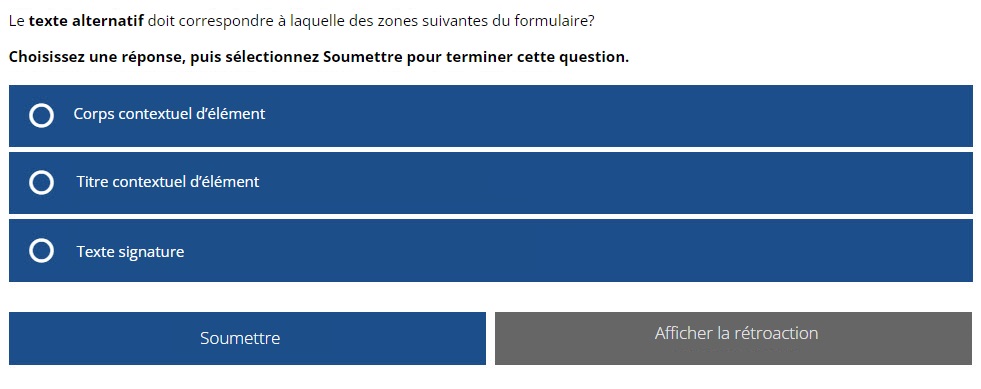 Le texte alternatif doit correspondre à laquelle des zones suivantes du formulaire?
Choisissez une réponse, puis sélectionnez Soumettre pour terminer cette question.
Corps contextuel d’élément
Titre contextuel d’élément
Texte signature
Soumettre
Afficher la rétroaction